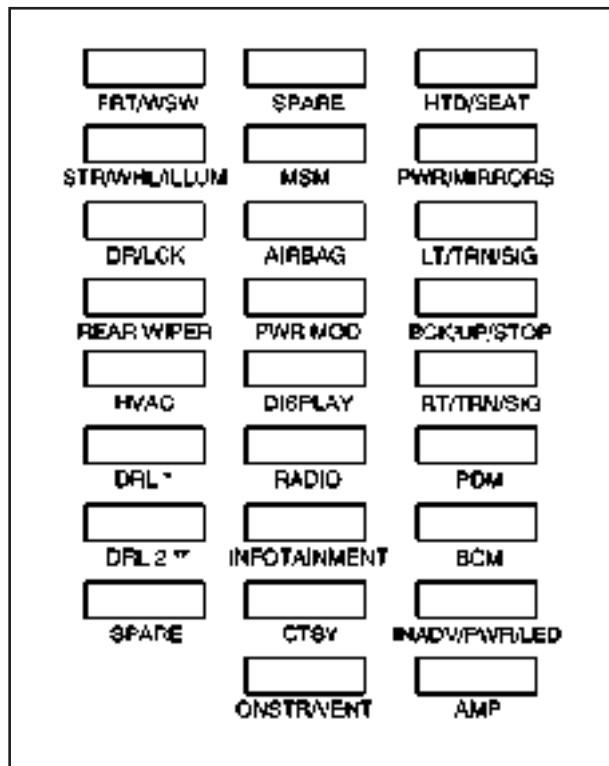 FRT/WSW SPARE HTD/SEAT
STR/WHL/ILLUM MSM PWR/MIRRORS
DR/LCK AIRBAG LT/TRN/SIG
REAR WIPER PWR MOD BCK/UP/STOP
HVAC DISPLAY RT/TRN/SIG
DRL * RADIO PDM
DRL 2 ** INFOTAINMENT BCM
SPARE CTSY INADV/PWR/LED
ONSTR/VENT AMP